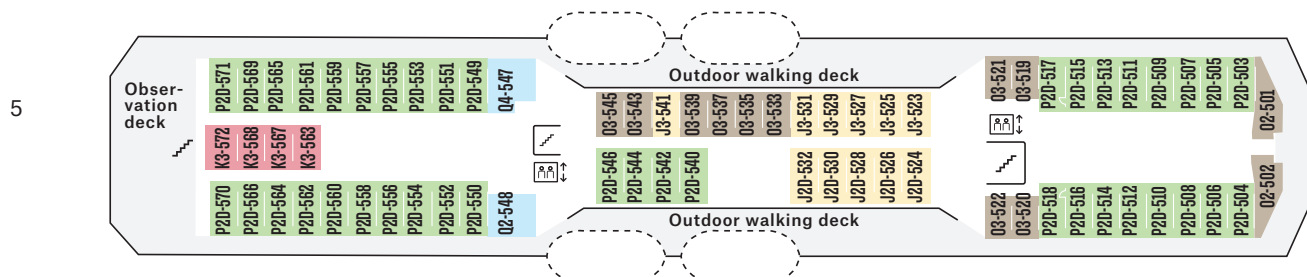 5
Obser-
vation
deck
P2D-571
P2D-569
P2D-565
P2D-561
P2D-559
P2D-557
P2D-555
P2D-553
P2D-551
P2D-549
Q4-547
K3-572
K3-568
K3-567
K3-563
P2D-570
P2D-566
P2D-564
P2D-562
P2D-560
P2D-558
P2D-556
P2D-554
P2D-552
P2D-550
Q2-548
Outdoor walking deck
O3-545
O3-543
J3-541
O3-539
O3-537
O3-535
O3-533
J3-531
J3-529
J3-527
J3-525
J3-523
P2D-546
P2D-544
P2D-542
P2D-540
J2D-532
J2D-530
J2D-528
J2D-526
J2D-524
Outdoor walking deck
O3-521
O3-519
P2D-517
P2D-515
P2D-513
P2D-511
P2D-509
P2D-507
P2D-505
P2D-503
O2-501
O3-522
O3-520
P2D-518
P2D-516
P2D-514
P2D-512
P2D-510
P2D-508
P2D-506
P2D-504
O2-502